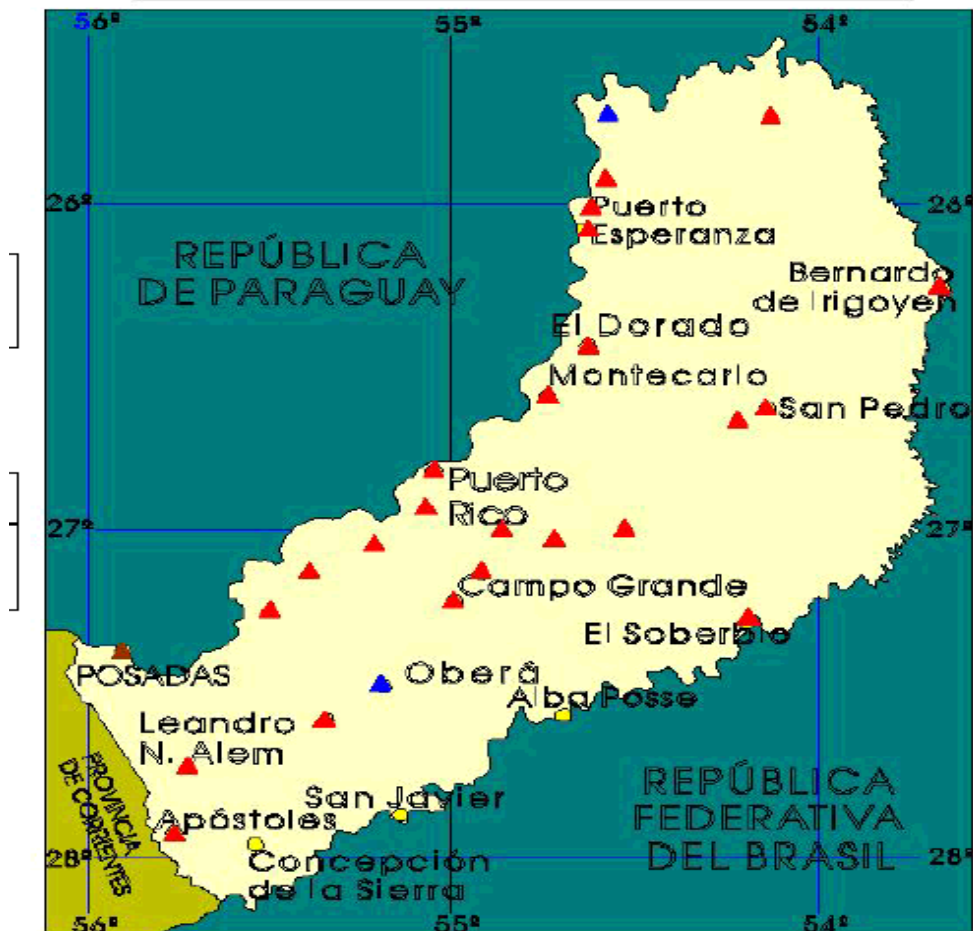 56º 55º 54º
26º 26º
Puerto
Esperanza
REPÚBLICA
DE PARAGUAY
Bernardo
de Irigoyen
El Dorado
Montecarlo
San Pedro
Puerto
Rico
27º 27º
Campo Grande
El Soberbio
POSADAS
Oberá
Alba Posse
Leandro
N. Alem
PROVINCIA
DE CORRIENTES
REPÚBLICA
FEDERATIVA
DEL BRASIL
San Javier
Apóstoles
28º 28º
Concepción
de la Sierra
56º 55º 54º